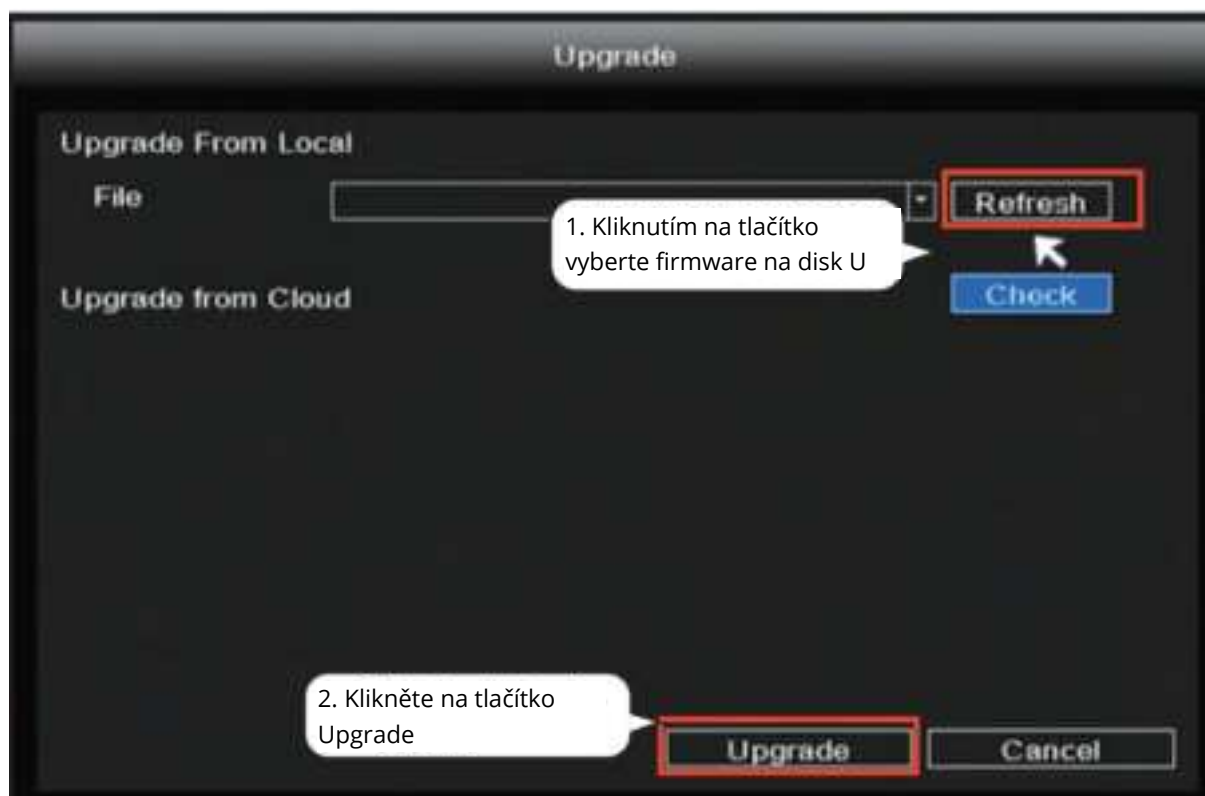 Upgrade
Upgrade From Local
File
Refresh
1. Kliknutím na tlačítko
vyberte firmware na disk U
Upgrade from Cloud
Check
2. Klikněte na tlačítko
Upgrade
Upgrade
Cancel